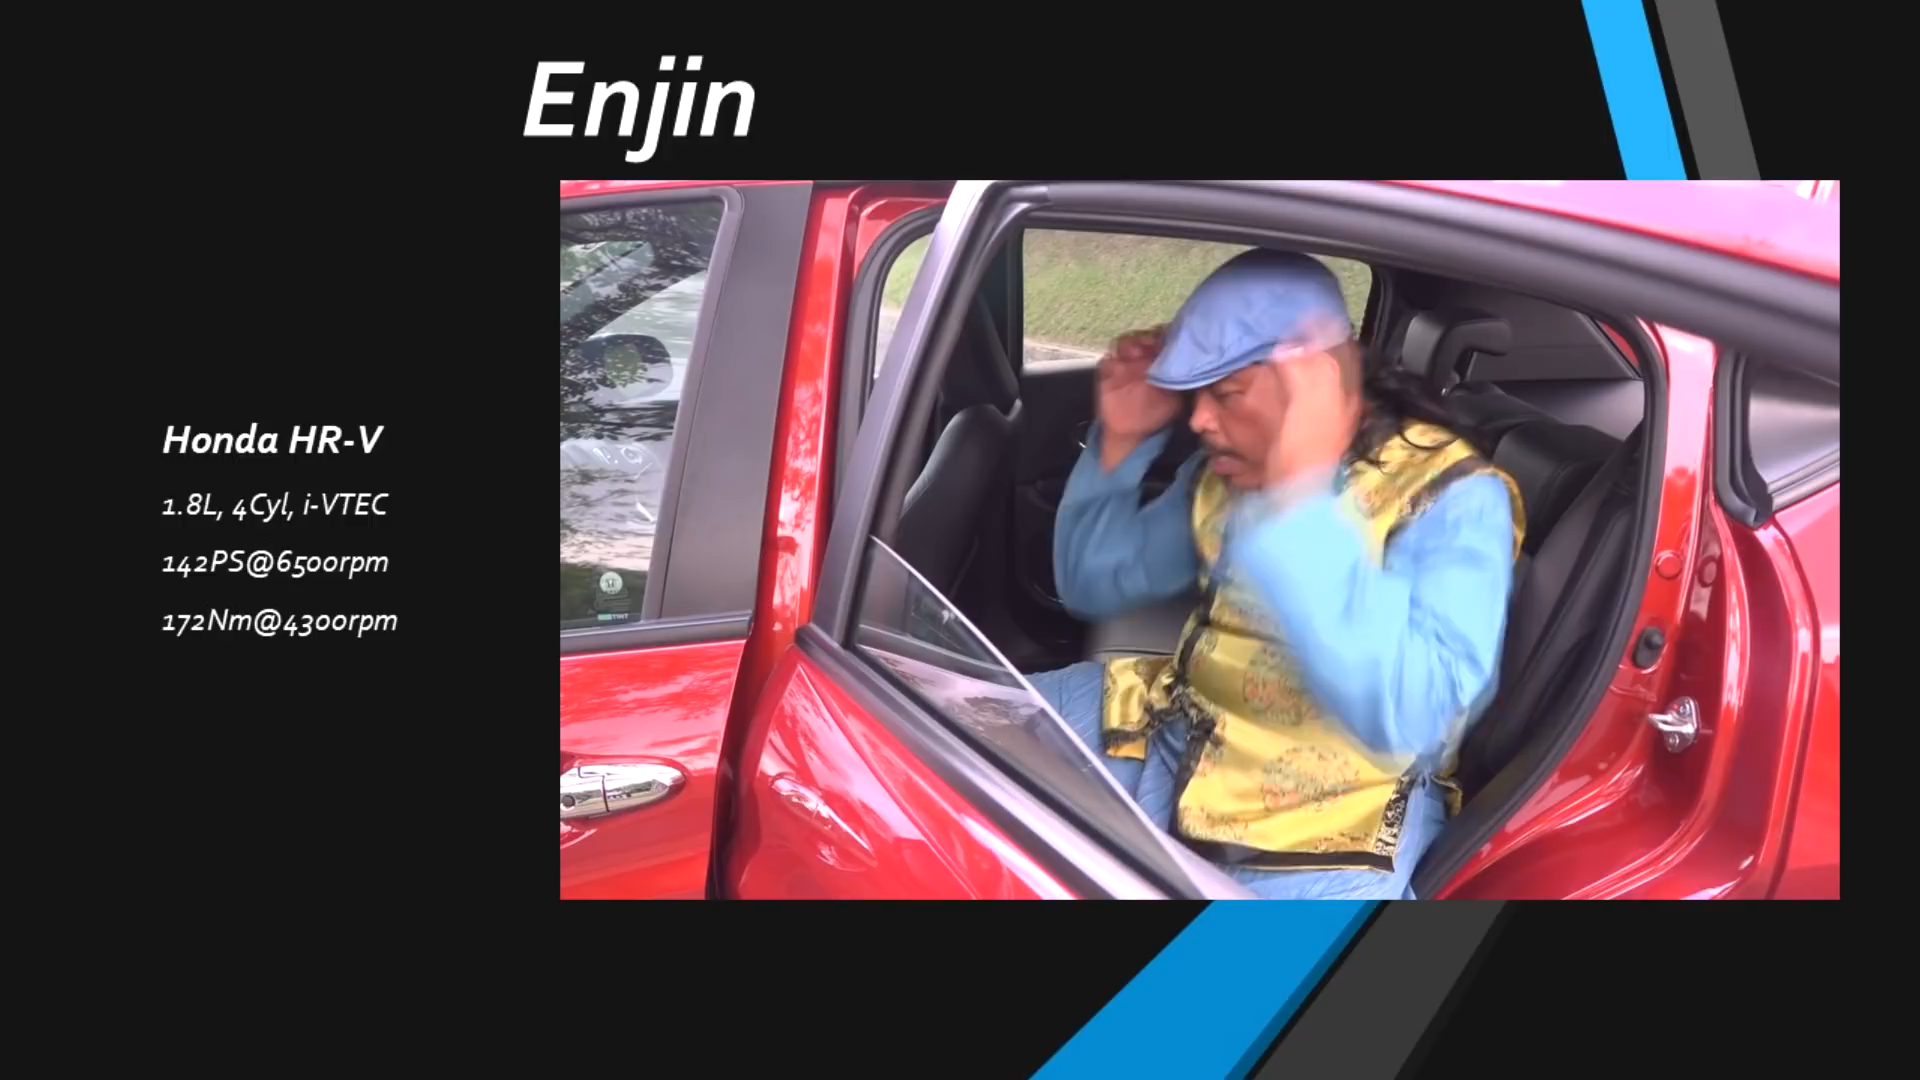 Enjin
Honda HR-V
1.8L, 4Cyl, i-VTEC
142PS@6500rpm
172Nm@4300rpm